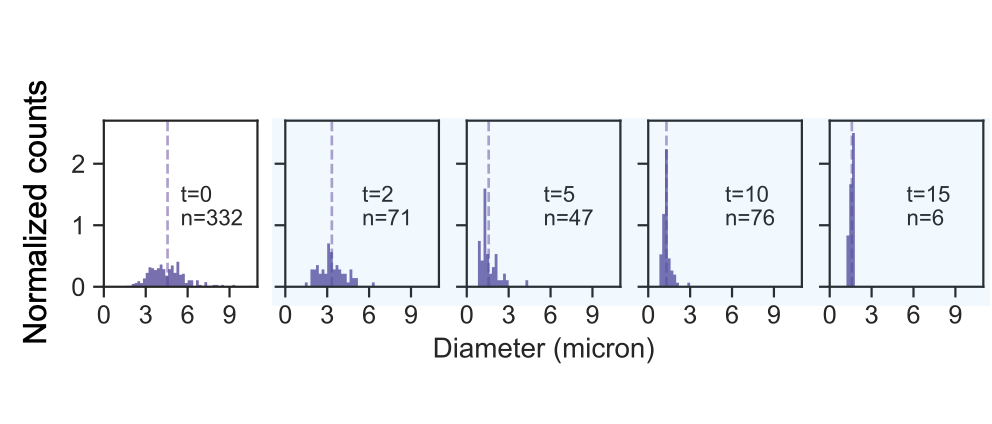 Normalized counts
2
1
0
t=0
n=332
t=2
n=71
t=5
n=47
t=10
n=76
t=15
n=6
0 3 6 9 0 3 6 9 0 3 6 9 0 3 6 9 0 3 6 9
Diameter (micron)